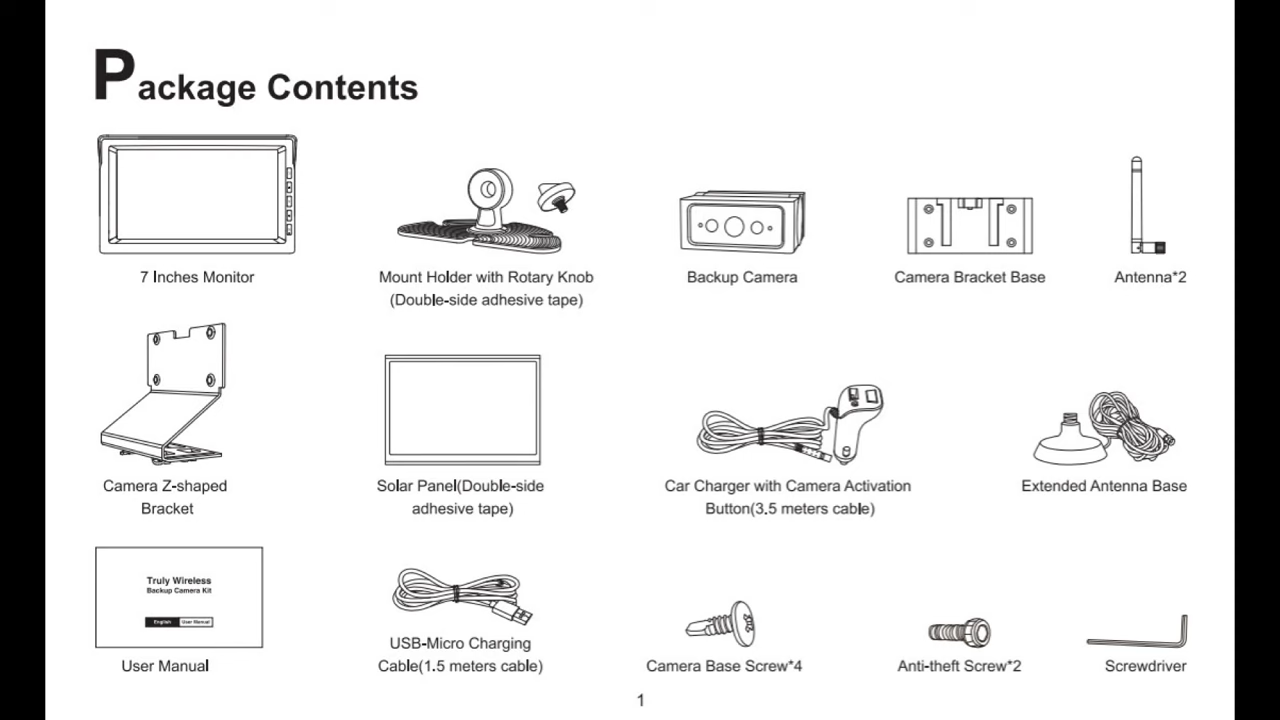 Package Contents
7 Inches Monitor
Mount Holder with Rotary Knob
(Double-side adhesive tape)
Backup Camera
Camera Bracket Base
Antenna*2
Camera Z-shaped
Bracket
Solar Panel(Double-side
adhesive tape)
Car Charger with Camera Activation
Button(3.5 meters cable)
Extended Antenna Base
Truly Wireless
Backup Camera Kit
English User Manual
User Manual
USB-Micro Charging
Cable(1.5 meters cable)
Camera Base Screw*4
Anti-theft Screw*2
Screwdriver
1